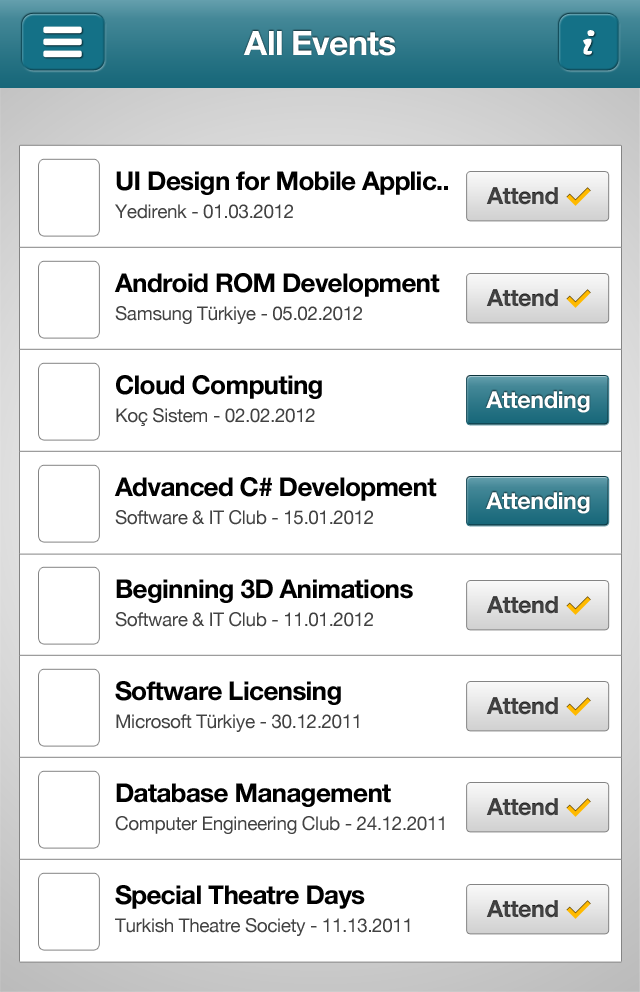 All Events
i
UI Design for Mobile Applic..
Yedirenk - 01.03.2012
Attend
Android ROM Development
Samsung Türkiye - 05.02.2012
Attend
Cloud Computing
Koç Sistem - 02.02.2012
Attending
Advanced C# Development
Software & IT Club - 15.01.2012
Attending
Beginning 3D Animations
Software & IT Club - 11.01.2012
Attend
Software Licensing
Microsoft Türkiye - 30.12.2011
Attend
Database Management
Computer Engineering Club - 24.12.2011
Attend
Special Theatre Days
Turkish Theatre Society - 11.13.2011
Attend